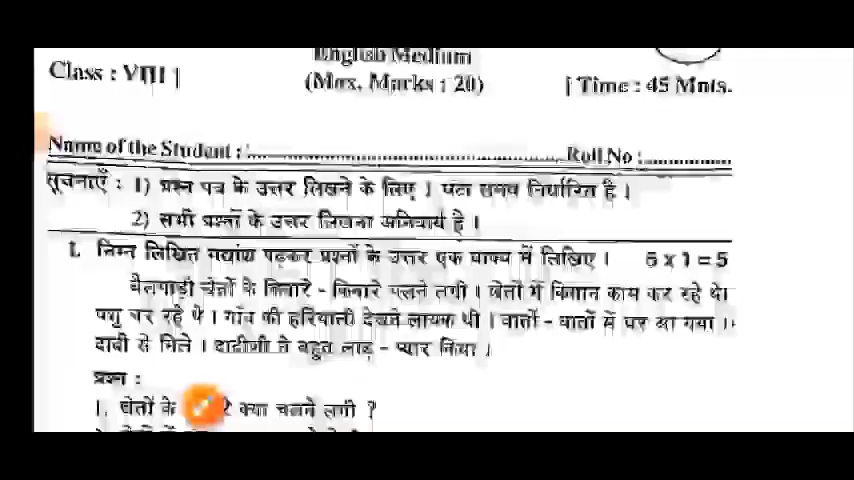 English Medium
Class : VIII ]
(Max. Marks : 20)
[ Time : 45 Mnts.
Name of the Student : ........ Roll No : ........
सूचनाएँ : 1) प्रश्न पत्र के उत्तर लिखने के लिए 1 घंटा समय निर्धारित है ।
2) सभी प्रश्नों के उत्तर लिखना अनिवार्य है ।
I. निम्न लिखित गद्यांश पढ़कर प्रश्नों के उत्तर एक वाक्य में लिखिए । 5 x 1 = 5
बैलगाड़ी खेतों के किनारे - किनारे चलने लगी । खेतों में किसान काम कर रहे थे।
पशु चर रहे थे । गाँव की हरियाली देखने लायक थी । बातों - बातों में घर आ गया ।
दादी से मिले । दादीजी ने बहुत लाड़ - प्यार किया ।
प्रश्न :
1. खेतों के क्या चलने लगी ?